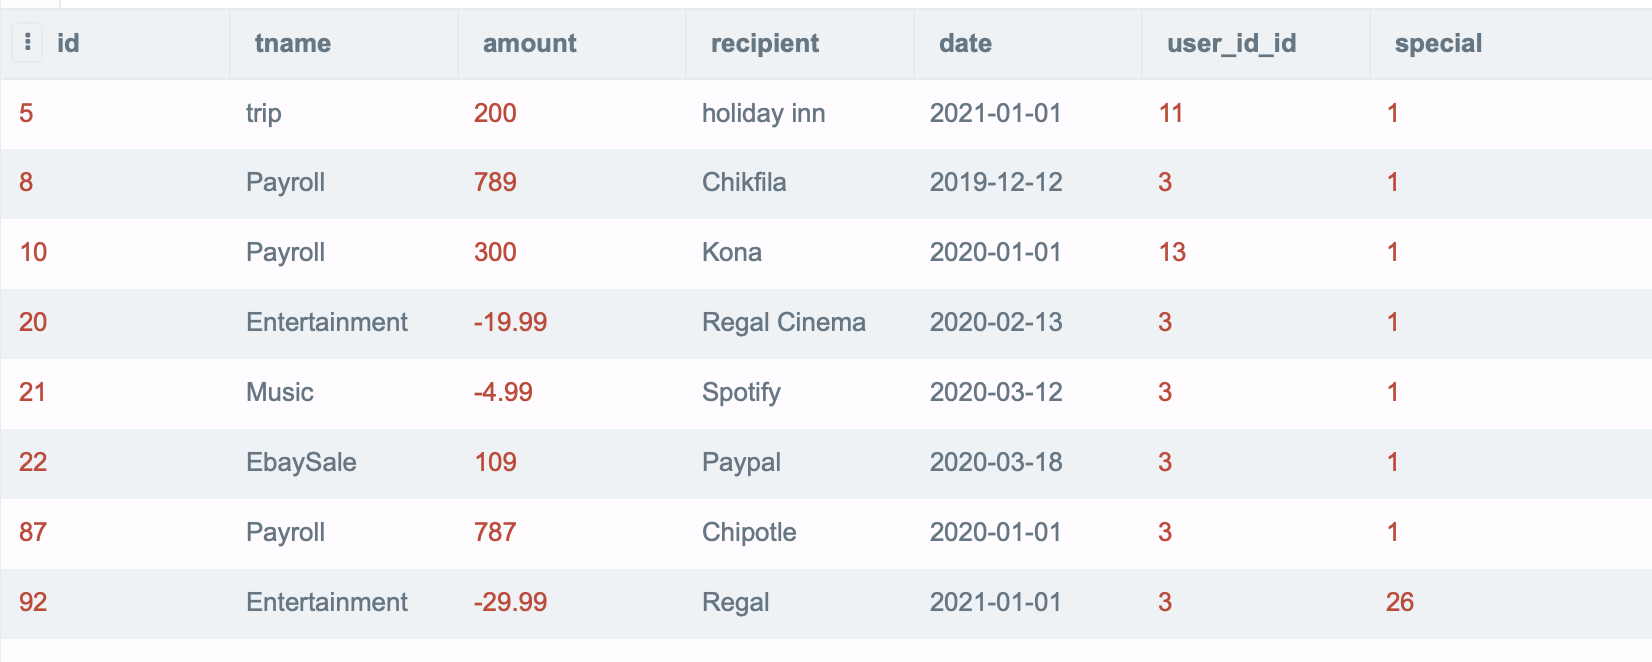 id tname amount recipient date user_id_id special
5 trip 200 holiday inn 2021-01-01 11 1
8 Payroll 789 Chikfila 2019-12-12 3 1
10 Payroll 300 Kona 2020-01-01 13 1
20 Entertainment -19.99 Regal Cinema 2020-02-13 3 1
21 Music -4.99 Spotify 2020-03-12 3 1
22 EbaySale 109 Paypal 2020-03-18 3 1
87 Payroll 787 Chipotle 2020-01-01 3 1
92 Entertainment -29.99 Regal 2021-01-01 3 26